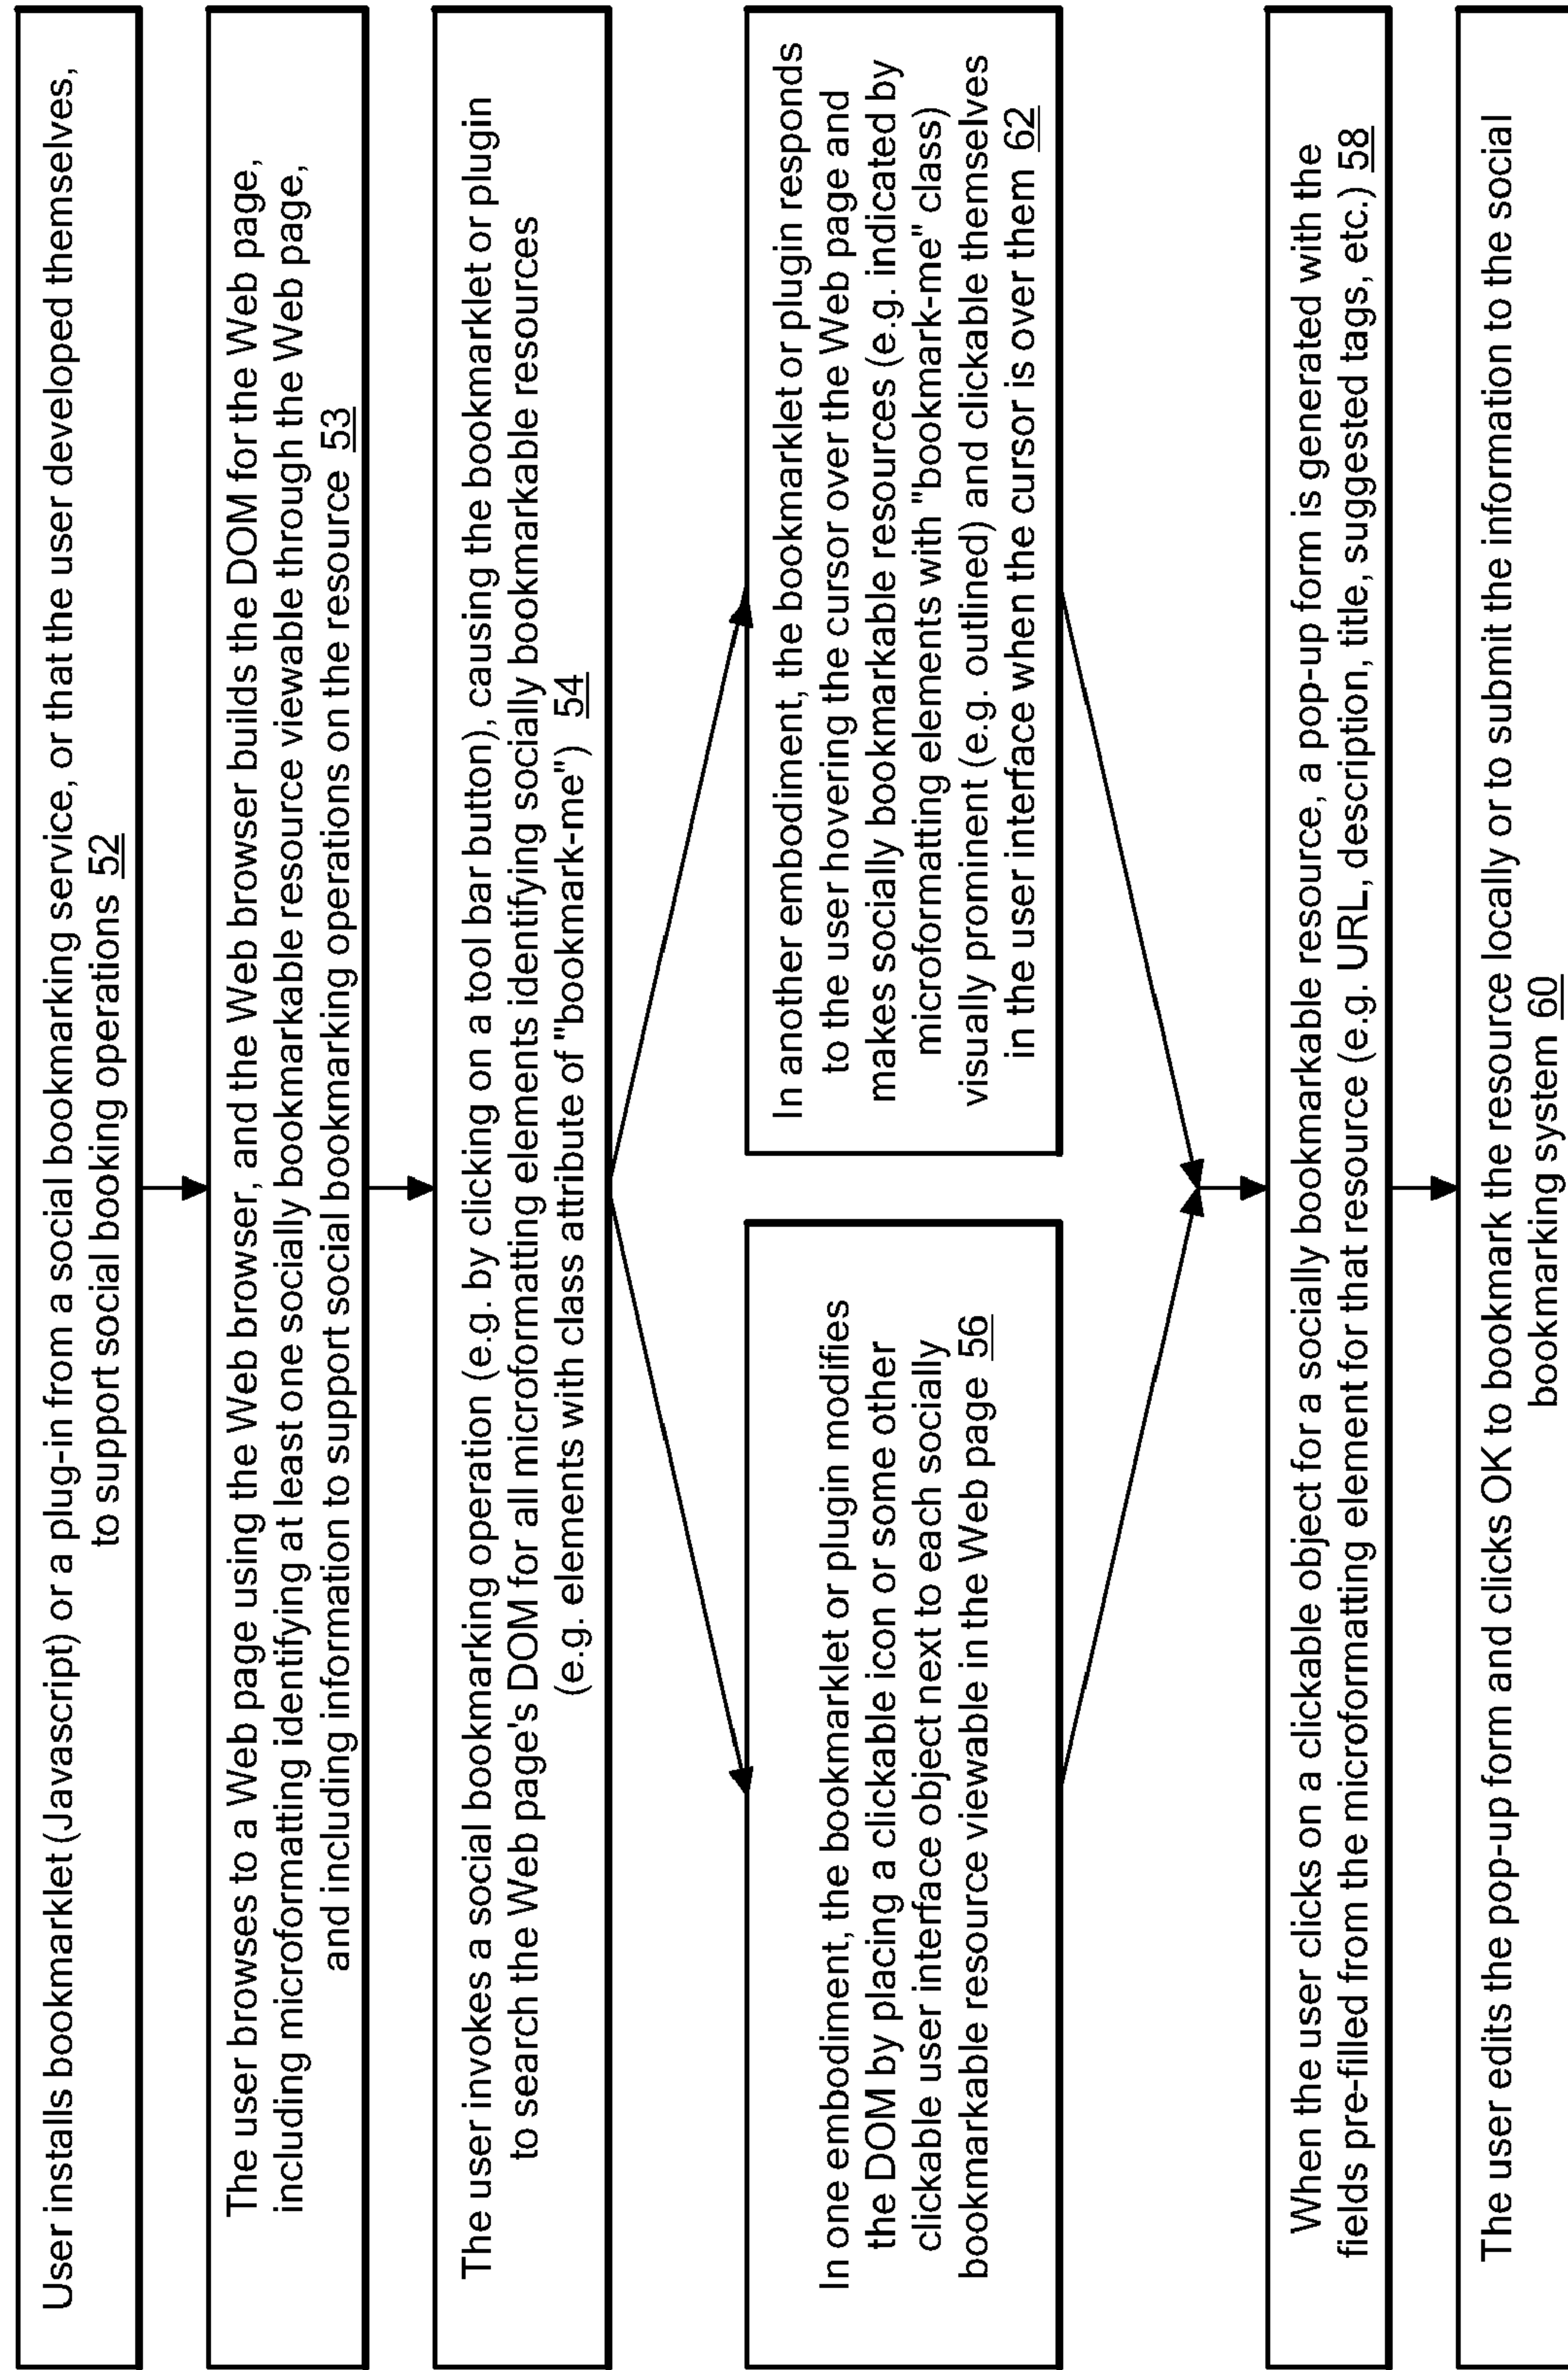 User installs bookmarklet (Javascript) or a plug-in from a social bookmarking service, or that the user developed themselves,
to support social booking operations 52
The user browses to a Web page using the Web browser, and the Web browser builds the DOM for the Web page,
including microformatting identifying at least one socially bookmarkable resource viewable through the Web page,
and including information to support social bookmarking operations on the resource 53
The user invokes a social bookmarking operation (e.g. by clicking on a tool bar button), causing the bookmarklet or plugin
to search the Web page's DOM for all microformatting elements identifying socially bookmarkable resources
(e.g. elements with class attribute of "bookmark-me") 54
In one embodiment, the bookmarklet or plugin modifies
the DOM by placing a clickable icon or some other
clickable user interface object next to each socially
bookmarkable resource viewable in the Web page 56
In another embodiment, the bookmarklet or plugin responds
to the user hovering the cursor over the Web page and
makes socially bookmarkable resources (e.g. indicated by
microformatting elements with "bookmark-me" class)
visually prominent (e.g. outlined) and clickable themselves
in the user interface when the cursor is over them 62
When the user clicks on a clickable object for a socially bookmarkable resource, a pop-up form is generated with the
fields pre-filled from the microformatting element for that resource (e.g. URL, description, title, suggested tags, etc.) 58
The user edits the pop-up form and clicks OK to bookmark the resource locally or to submit the information to the social
bookmarking system 60